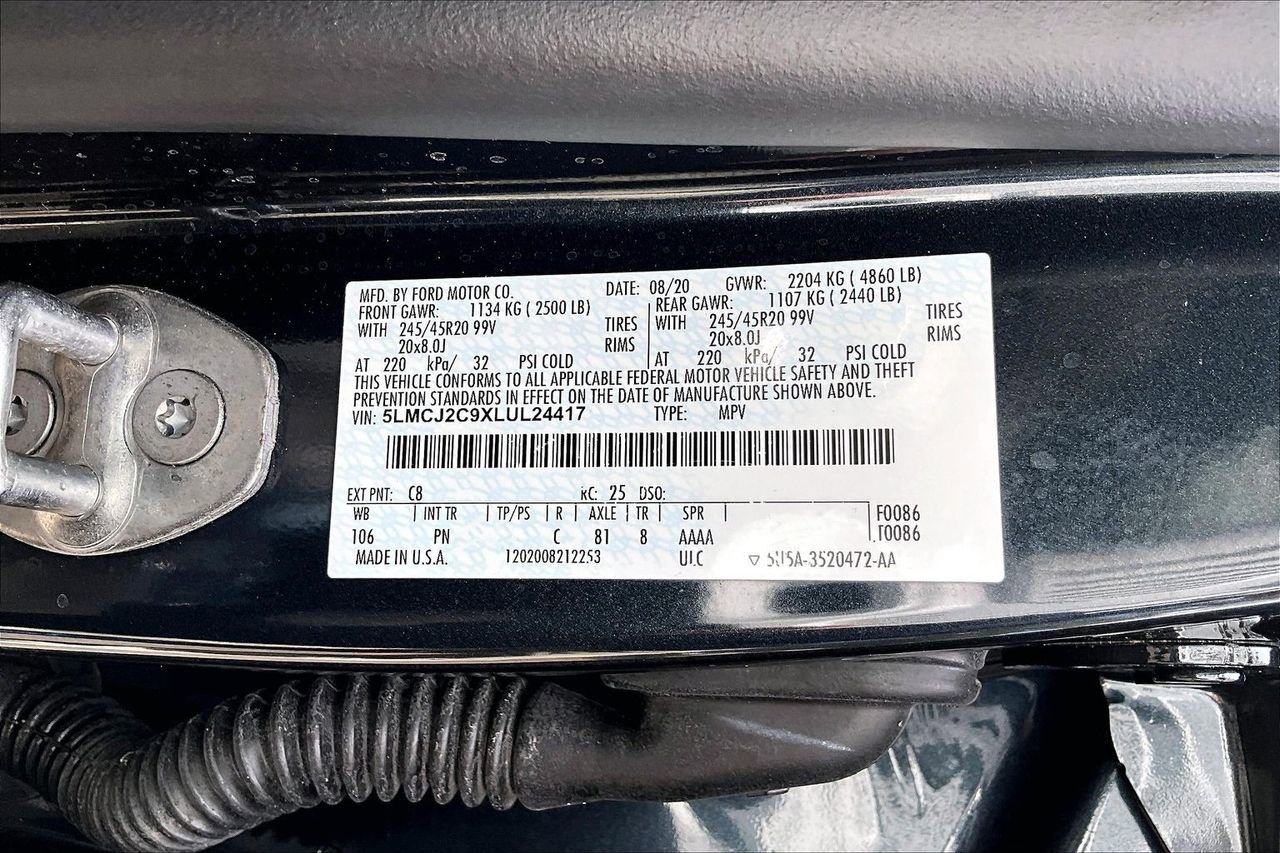 MFD. BY FORD MOTOR CO. DATE: 08/20 GVWR: 2204 KG ( 4860 LB)
FRONT GAWR: 1134 KG ( 2500 LB) REAR GAWR: 1107 KG ( 2440 LB)
WITH 245/45R20 99V TIRES WITH 245/45R20 99V TIRES
20x8.0J RIMS 20x8.0J RIMS
AT 220 kPa/ 32 PSI COLD AT 220 kPa/ 32 PSI COLD
THIS VEHICLE CONFORMS TO ALL APPLICABLE FEDERAL MOTOR VEHICLE SAFETY AND THEFT
PREVENTION STANDARDS IN EFFECT ON THE DATE OF MANUFACTURE SHOWN ABOVE.
VIN: 5LMCJ2C9XLUL24417 TYPE: MPV
EXT PNT: C8 RC: 25 DSO:
WB INT TR TP/PS R AXLE TR SPR F0086
106 PN C 81 8 AAAA T0086
MADE IN U.S.A. 1202008212253 ULC